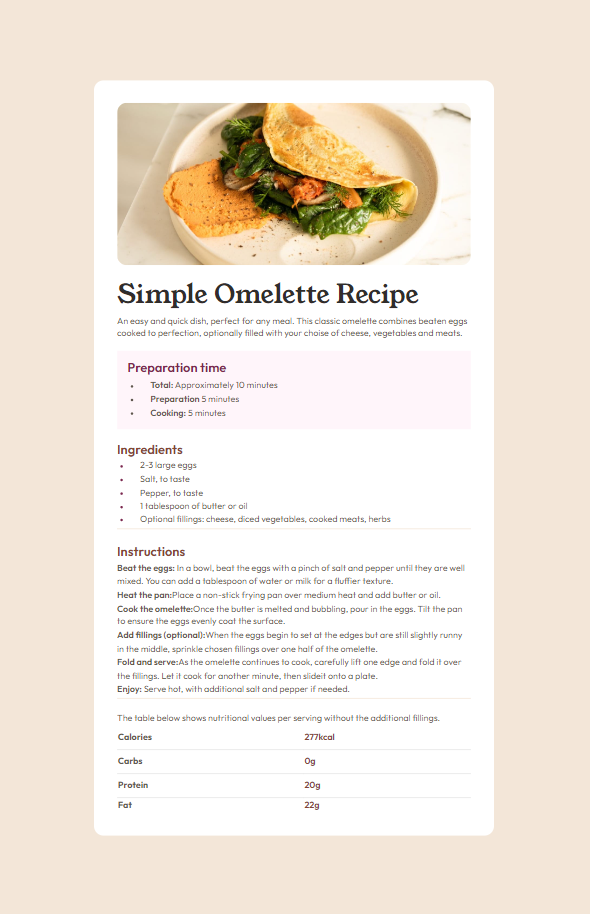 Simple Omelette Recipe
An easy and quick dish, perfect for any meal. This classic omelette combines beaten eggs
cooked to perfection, optionally filled with your choise of cheese, vegetables and meats.
Preparation time
• Total: Approximately 10 minutes
• Preparation 5 minutes
• Cooking: 5 minutes
Ingredients
• 2-3 large eggs
• Salt, to taste
• Pepper, to taste
• 1 tablespoon of butter or oil
• Optional fillings: cheese, diced vegetables, cooked meats, herbs
Instructions
Beat the eggs: In a bowl, beat the eggs with a pinch of salt and pepper until they are well
mixed. You can add a tablespoon of water or milk for a fluffier texture.
Heat the pan:Place a non-stick frying pan over medium heat and add butter or oil.
Cook the omelette:Once the butter is melted and bubbling, pour in the eggs. Tilt the pan
to ensure the eggs evenly coat the surface.
Add fillings (optional):When the eggs begin to set at the edges but are still slightly runny
in the middle, sprinkle chosen fillings over one half of the omelette.
Fold and serve:As the omelette continues to cook, carefully lift one edge and fold it over
the fillings. Let it cook for another minute, then slideit onto a plate.
Enjoy: Serve hot, with additional salt and pepper if needed.
The table below shows nutritional values per serving without the additional fillings.
Calories 277kcal
Carbs 0g
Protein 20g
Fat 22g